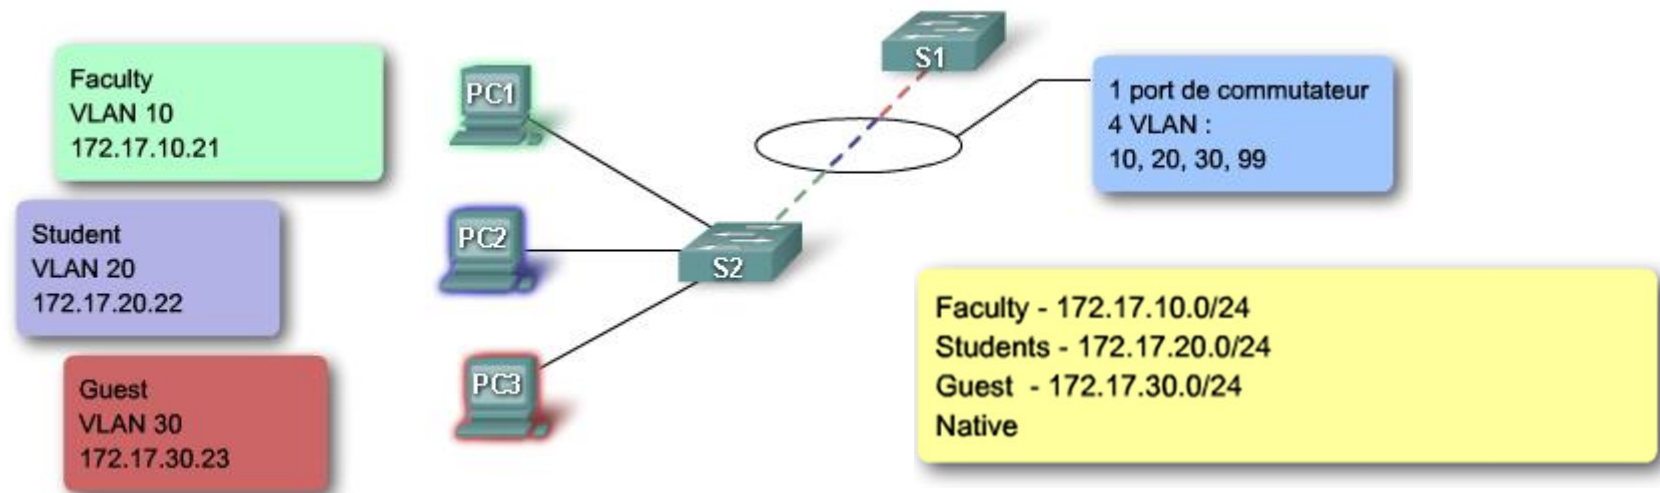 Faculty
VLAN 10
172.17.10.21
Student
VLAN 20
172.17.20.22
Guest
VLAN 30
172.17.30.23
PC1
PC2
PC3
S1
S2
1 port de commutateur
4 VLAN :
10, 20, 30, 99
Faculty - 172.17.10.0/24
Students - 172.17.20.0/24
Guest - 172.17.30.0/24
Native